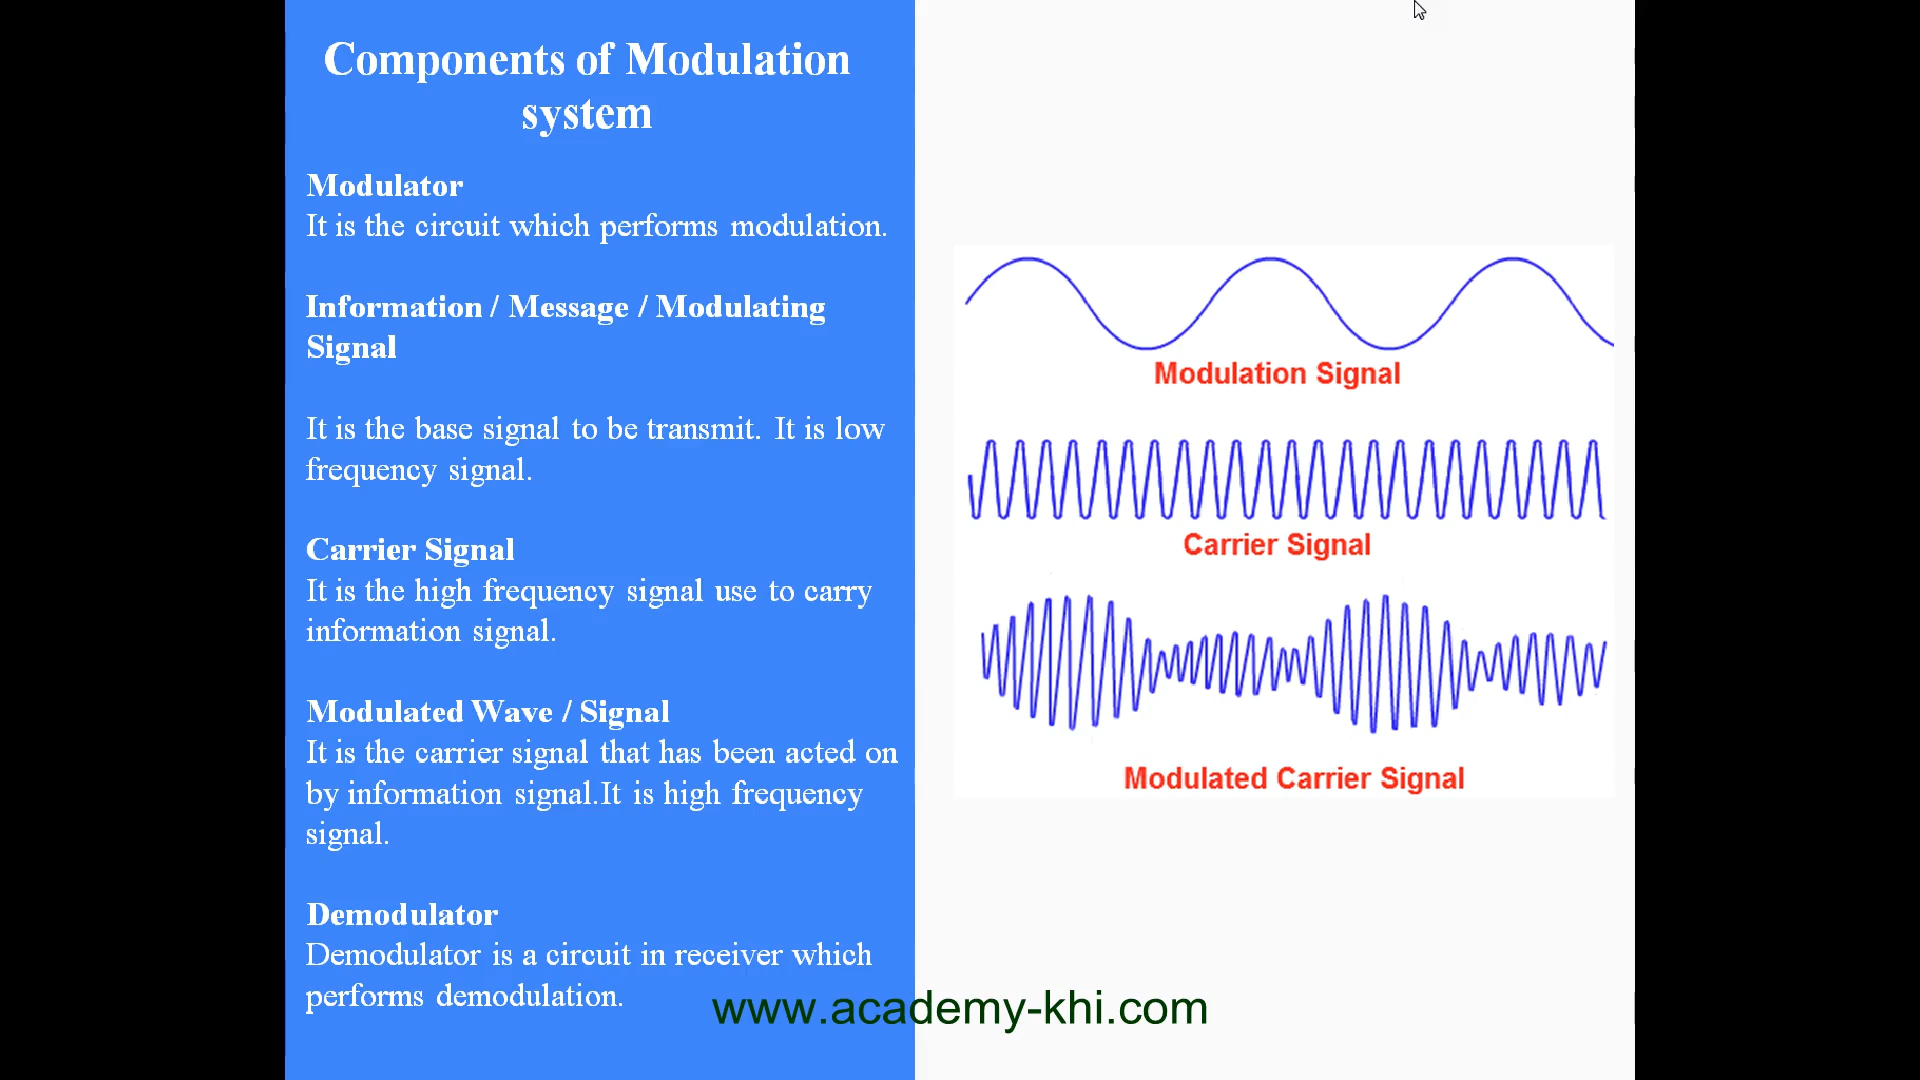 Components of Modulation
system
Modulator
It is the circuit which performs modulation.
Information / Message / Modulating
Signal
It is the base signal to be transmit. It is low
frequency signal.
Carrier Signal
It is the high frequency signal use to carry
information signal.
Modulated Wave / Signal
It is the carrier signal that has been acted on
by information signal.It is high frequency
signal.
Demodulator
Demodulator is a circuit in receiver which
performs demodulation.
Modulation Signal
Carrier Signal
Modulated Carrier Signal
www.academy-khi.com